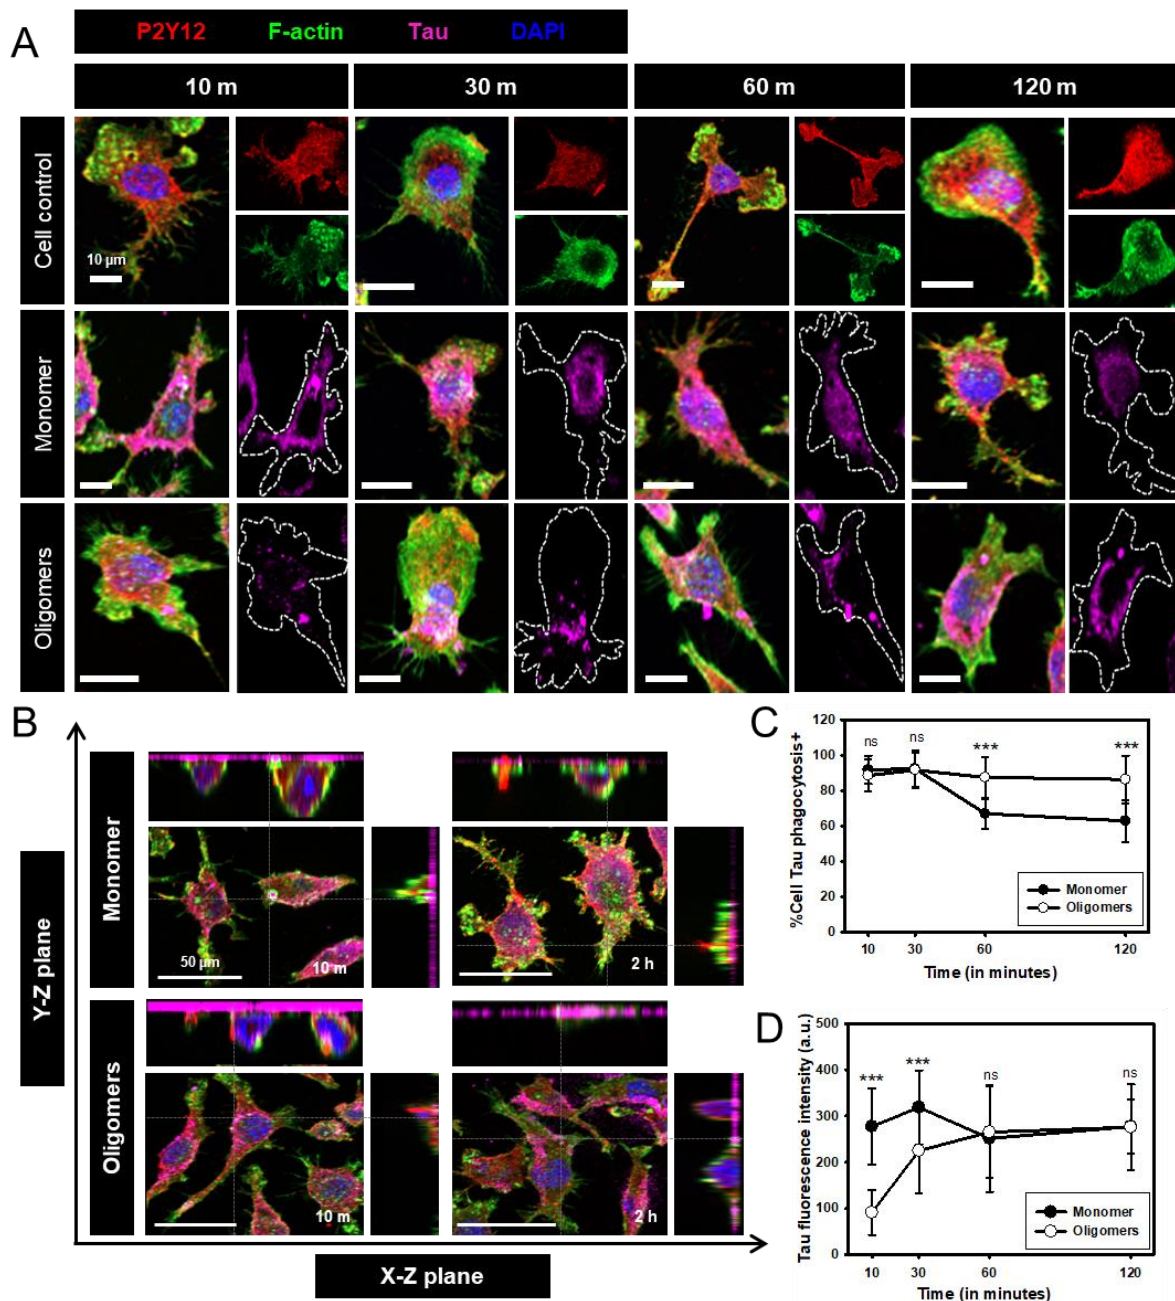 A
P2Y12 F-actin Tau DAPI
10 m 30 m 60 m 120 m
Cell control
10 µm
Monomer
Oligomers
B
Y-Z plane
Monomer
50 µm
10 m
2 h
Oligomers
10 m
2 h
X-Z plane
C
%Cell Tau phagocytosis+
120
100
80
60
40
20
0
ns ns *** ***
Monomer
Oligomers
10 30 60 120
Time (in minutes)
D
Tau fluorescence intensity (a.u.)
500
400
300
200
100
0
*** *** ns ns
Monomer
Oligomers
10 30 60 120
Time (in minutes)